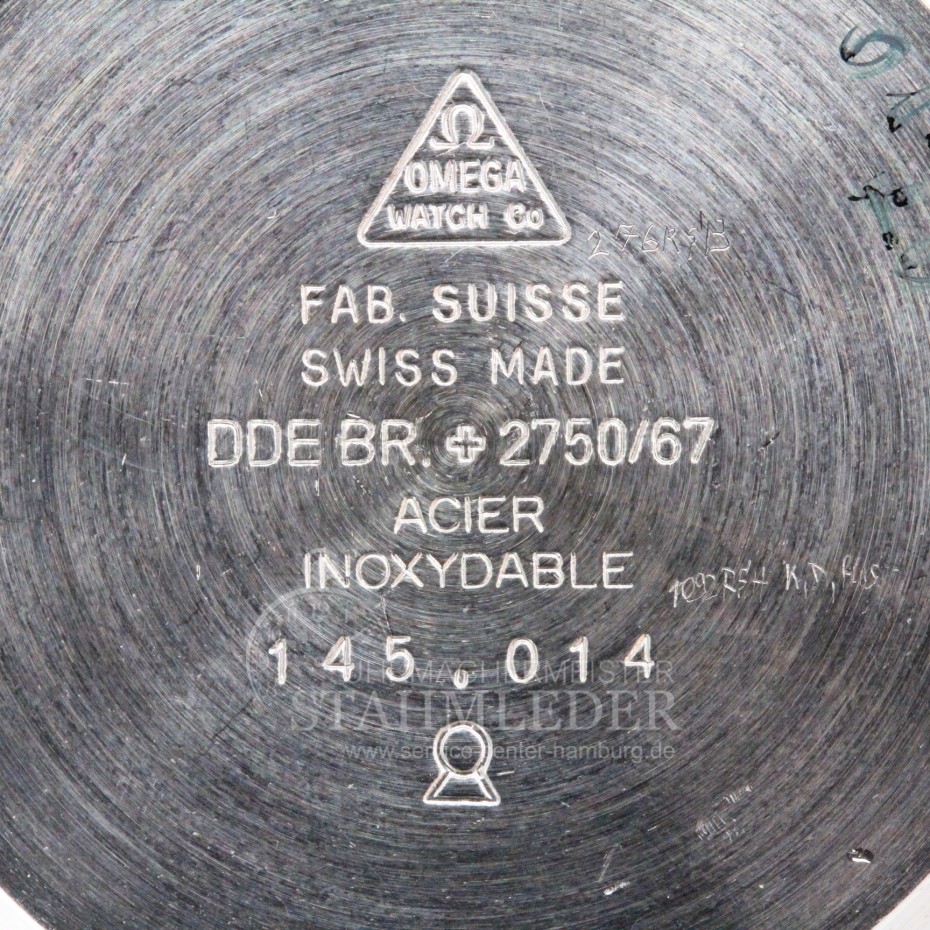 Ω
OMEGA
WATCH Co
FAB. SUISSE
SWISS MADE
DDE BR. + 2750/67
ACIER
INOXYDABLE
145.014
UHRMACHERMEISTER
STAHMLEDER
www.service-center-hamburg.de